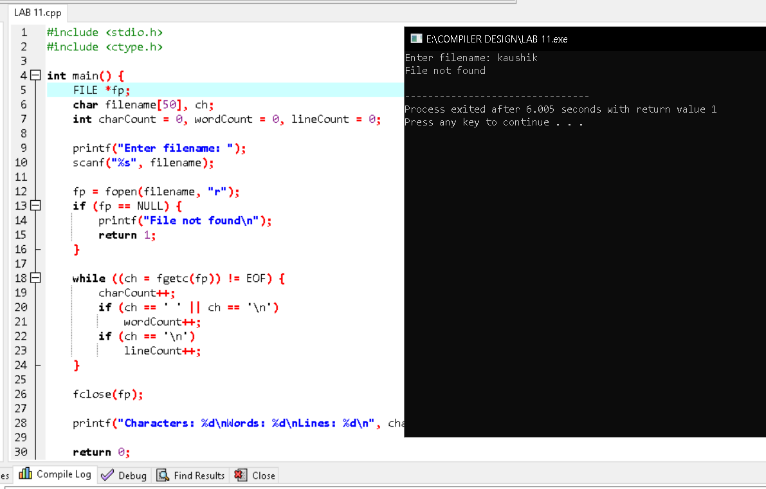 LAB 11.cpp
1 #include <stdio.h>
2 #include <ctype.h>
3
4 int main() {
5 FILE *fp;
6 char filename[50], ch;
7 int charCount = 0, wordCount = 0, lineCount = 0;
8
9 printf("Enter filename: ");
10 scanf("%s", filename);
11
12 fp = fopen(filename, "r");
13 if (fp == NULL) {
14 printf("File not found\n");
15 return 1;
16 }
17
18 while ((ch = fgetc(fp)) != EOF) {
19 charCount++;
20 if (ch == ' ' || ch == '\n')
21 wordCount++;
22 if (ch == '\n')
23 lineCount++;
24 }
25
26 fclose(fp);
27
28 printf("Characters: %d\nWords: %d\nLines: %d\n", cha
29
30 return 0;
E:\COMPILER DESIGN\LAB 11.exe
Enter filename: kaushik
File not found
--------------------------------
Process exited after 6.005 seconds with return value 1
Press any key to continue . . .
es Compile Log Debug Find Results Close